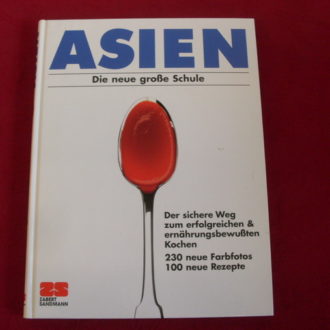 ASIEN
Die neue große Schule
Der sichere Weg
zum erfolgreichen &
ernährungsbewußten
Kochen
230 neue Farbfotos
100 neue Rezepte
ZS
ZABERT
SANDMANN